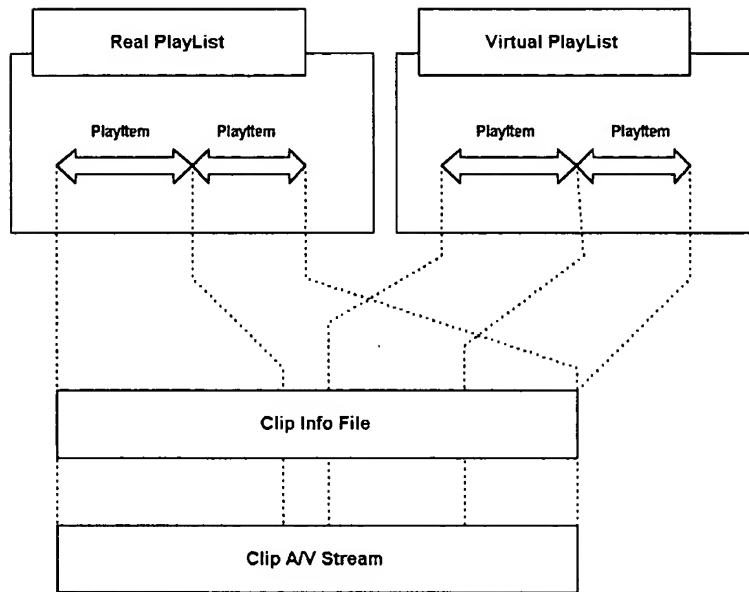 Real PlayList
Virtual PlayList
PlayItem
PlayItem
PlayItem
PlayItem
Clip Info File
Clip A/V Stream